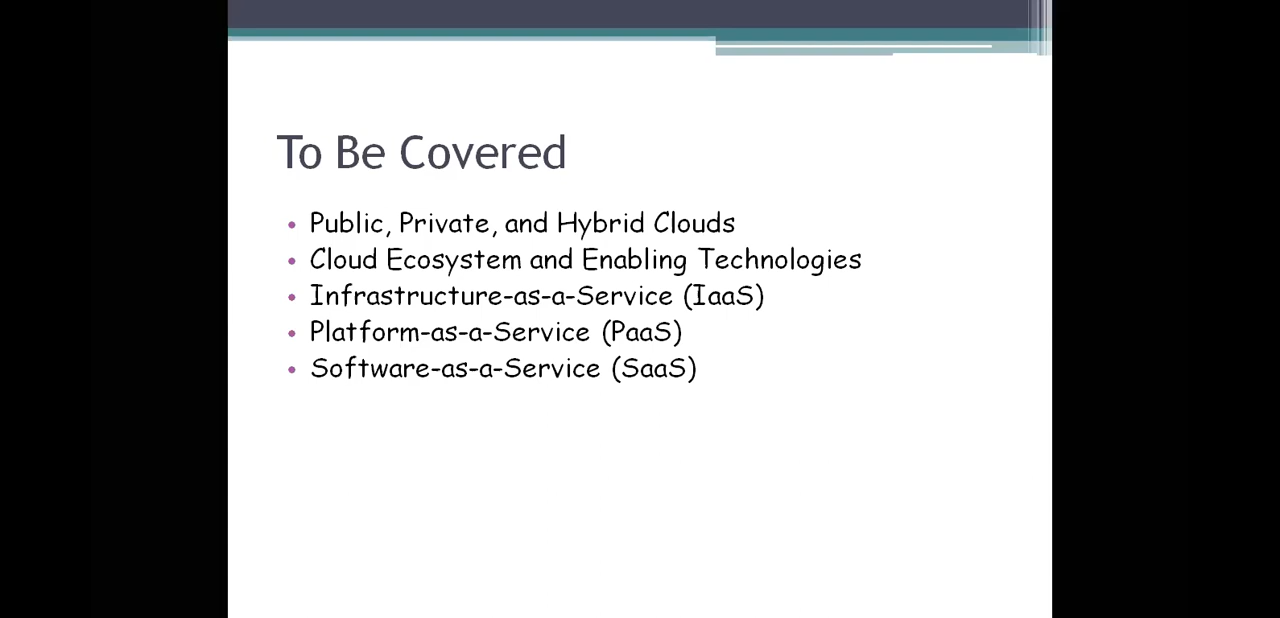 To Be Covered
• Public, Private, and Hybrid Clouds
• Cloud Ecosystem and Enabling Technologies
• Infrastructure-as-a-Service (IaaS)
• Platform-as-a-Service (PaaS)
• Software-as-a-Service (SaaS)